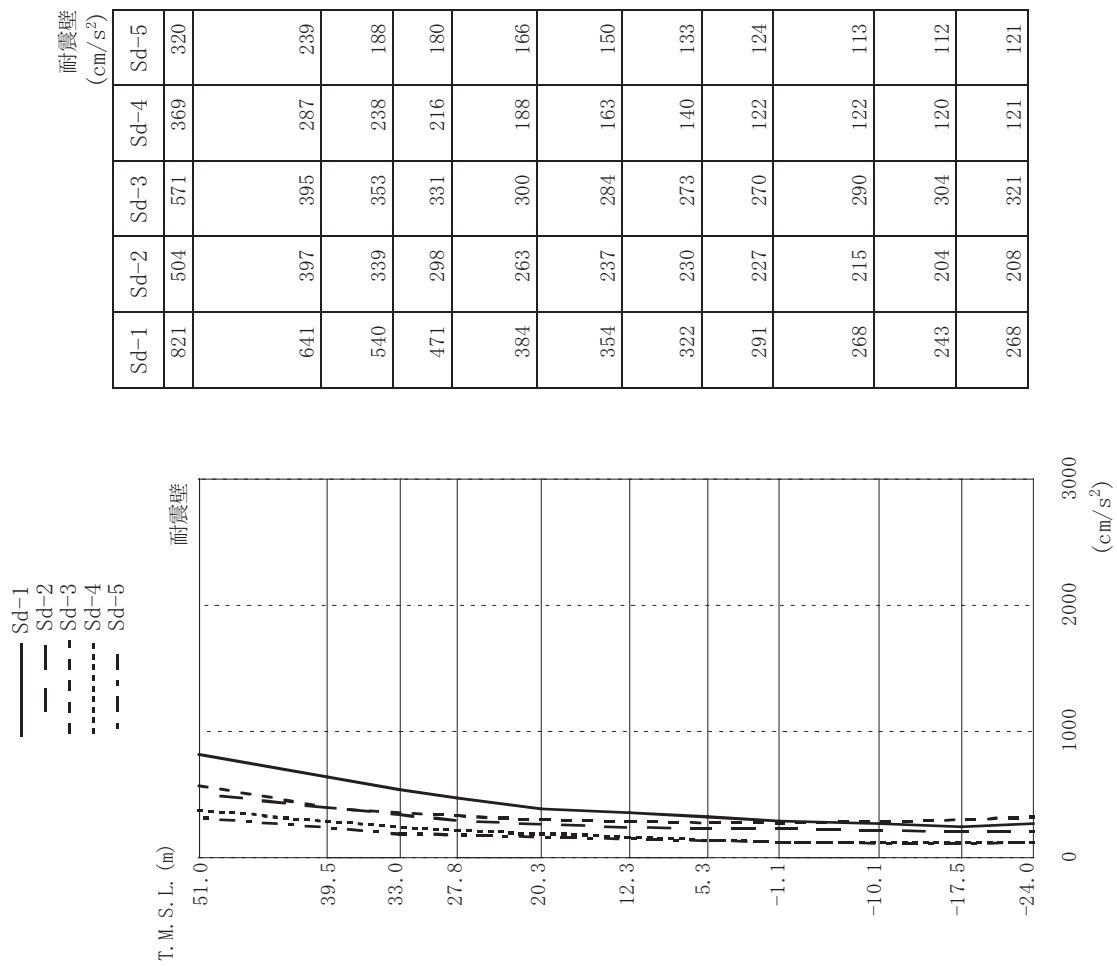 Sd-1
Sd-2
Sd-3
Sd-4
Sd-5
T.M.S.L. (m)
耐震壁
51.0
39.5
33.0
27.8
20.3
12.3
5.3
-1.1
-10.1
-17.5
-24.0
0 1000 2000 3000
(cm/s²)
耐震壁
(cm/s²)
Sd-1 Sd-2 Sd-3 Sd-4 Sd-5
821 504 571 369 320
641 397 395 287 239
540 339 353 238 188
471 298 331 216 180
384 263 300 188 166
354 237 284 163 150
322 230 273 140 133
291 227 270 122 124
268 215 290 122 113
243 204 304 120 112
268 208 321 121 121